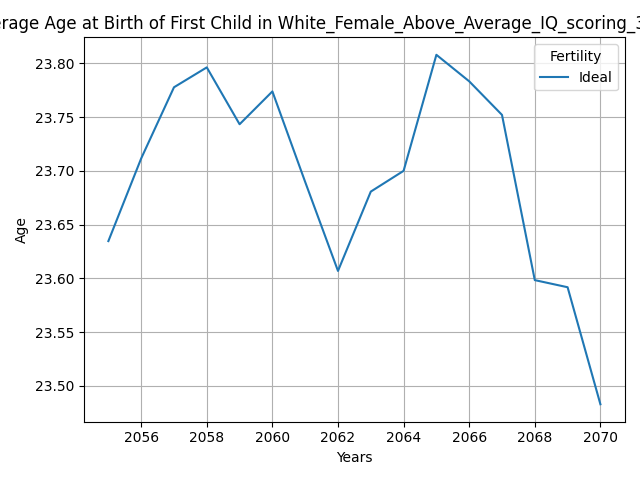 erage Age at Birth of First Child in White_Female_Above_Average_IQ_scoring_3
Fertility
Ideal
23.80
23.75
23.70
23.65
23.60
23.55
23.50
Age
2056 2058 2060 2062 2064 2066 2068 2070
Years